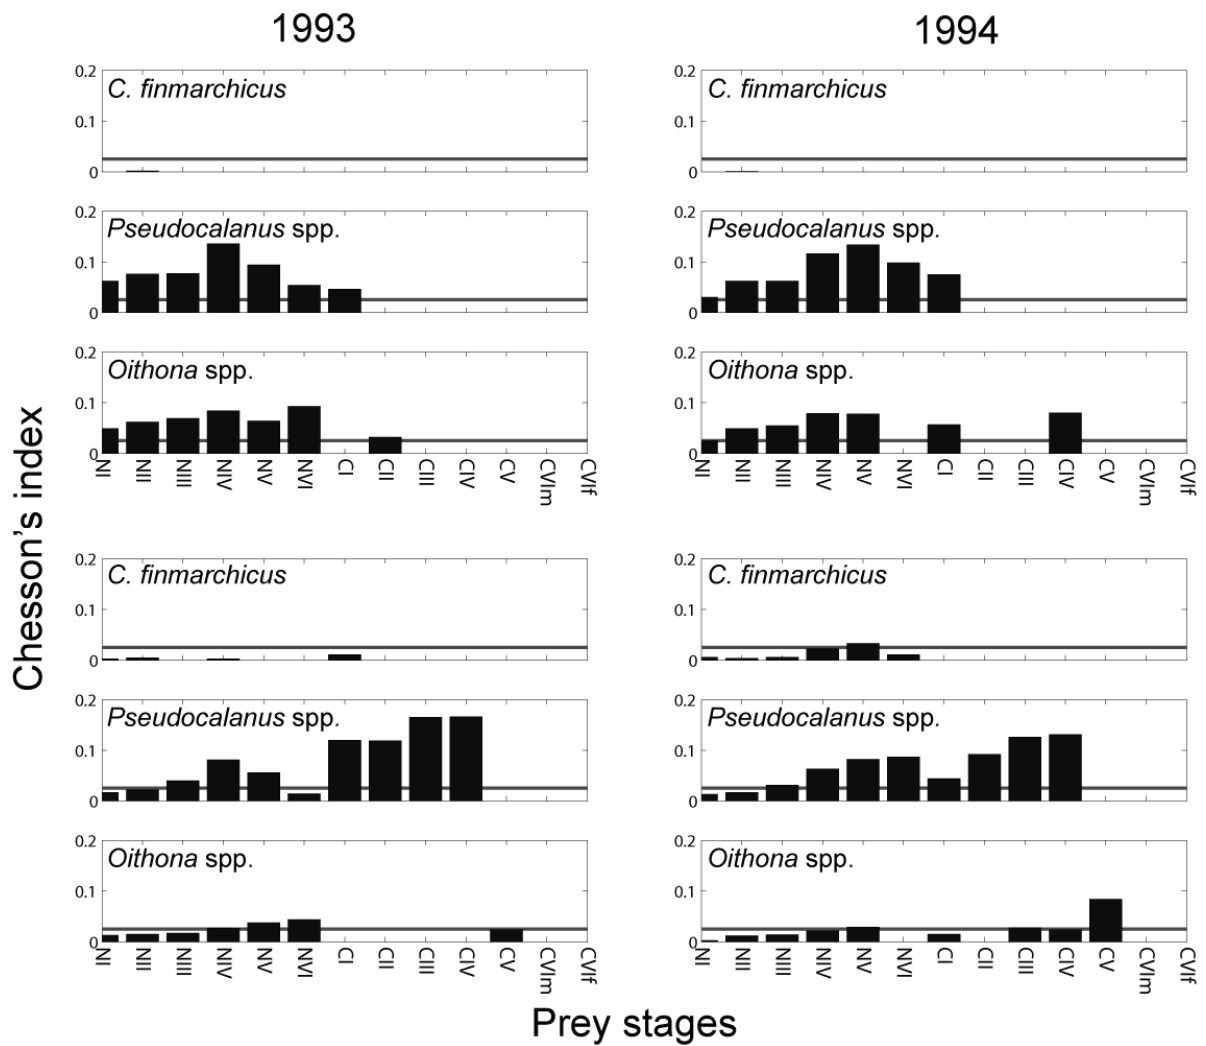 1993
1994
0.2
C. finmarchicus
0.1
0
0.2
C. finmarchicus
0.1
0
0.2
Pseudocalanus spp.
0.1
0
0.2
Pseudocalanus spp.
0.1
0
0.2
Oithona spp.
0.1
0
NI NII NIII NIV NV NVI CI CII CIII CIV CV CVIm CVIf
0.2
Oithona spp.
0.1
0
NI NII NIII NIV NV NVI CI CII CIII CIV CV CVIm CVIf
Chesson's index
0.2
C. finmarchicus
0.1
0
0.2
C. finmarchicus
0.1
0
0.2
Pseudocalanus spp.
0.1
0
0.2
Pseudocalanus spp.
0.1
0
0.2
Oithona spp.
0.1
0
NI NII NIII NIV NV NVI CI CII CIII CIV CV CVIm CVIf
0.2
Oithona spp.
0.1
0
NI NII NIII NIV NV NVI CI CII CIII CIV CV CVIm CVIf
Prey stages